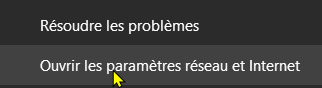 Résoudre les problèmes
Ouvrir les paramètres réseau et Internet